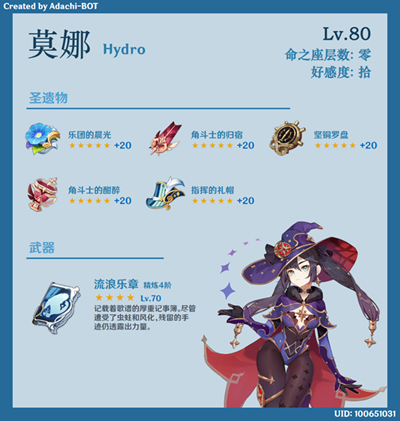 Created by Adachi-BOT
莫娜 Hydro
Lv.80
命之座层数: 零
好感度: 拾
圣遗物
乐团的晨光
★★★★★ +20
角斗士的归宿
★★★★★ +20
坚铜罗盘
★★★★★ +20
角斗士的酣醉
★★★★★ +20
指挥的礼帽
★★★★★ +20
武器
流浪乐章 精炼4阶
★★★★ Lv.70
记载着歌谱的厚重记事簿。尽管
遭受了虫蛀和风化,残留的手
迹仍透露出力量。
UID: 100651031